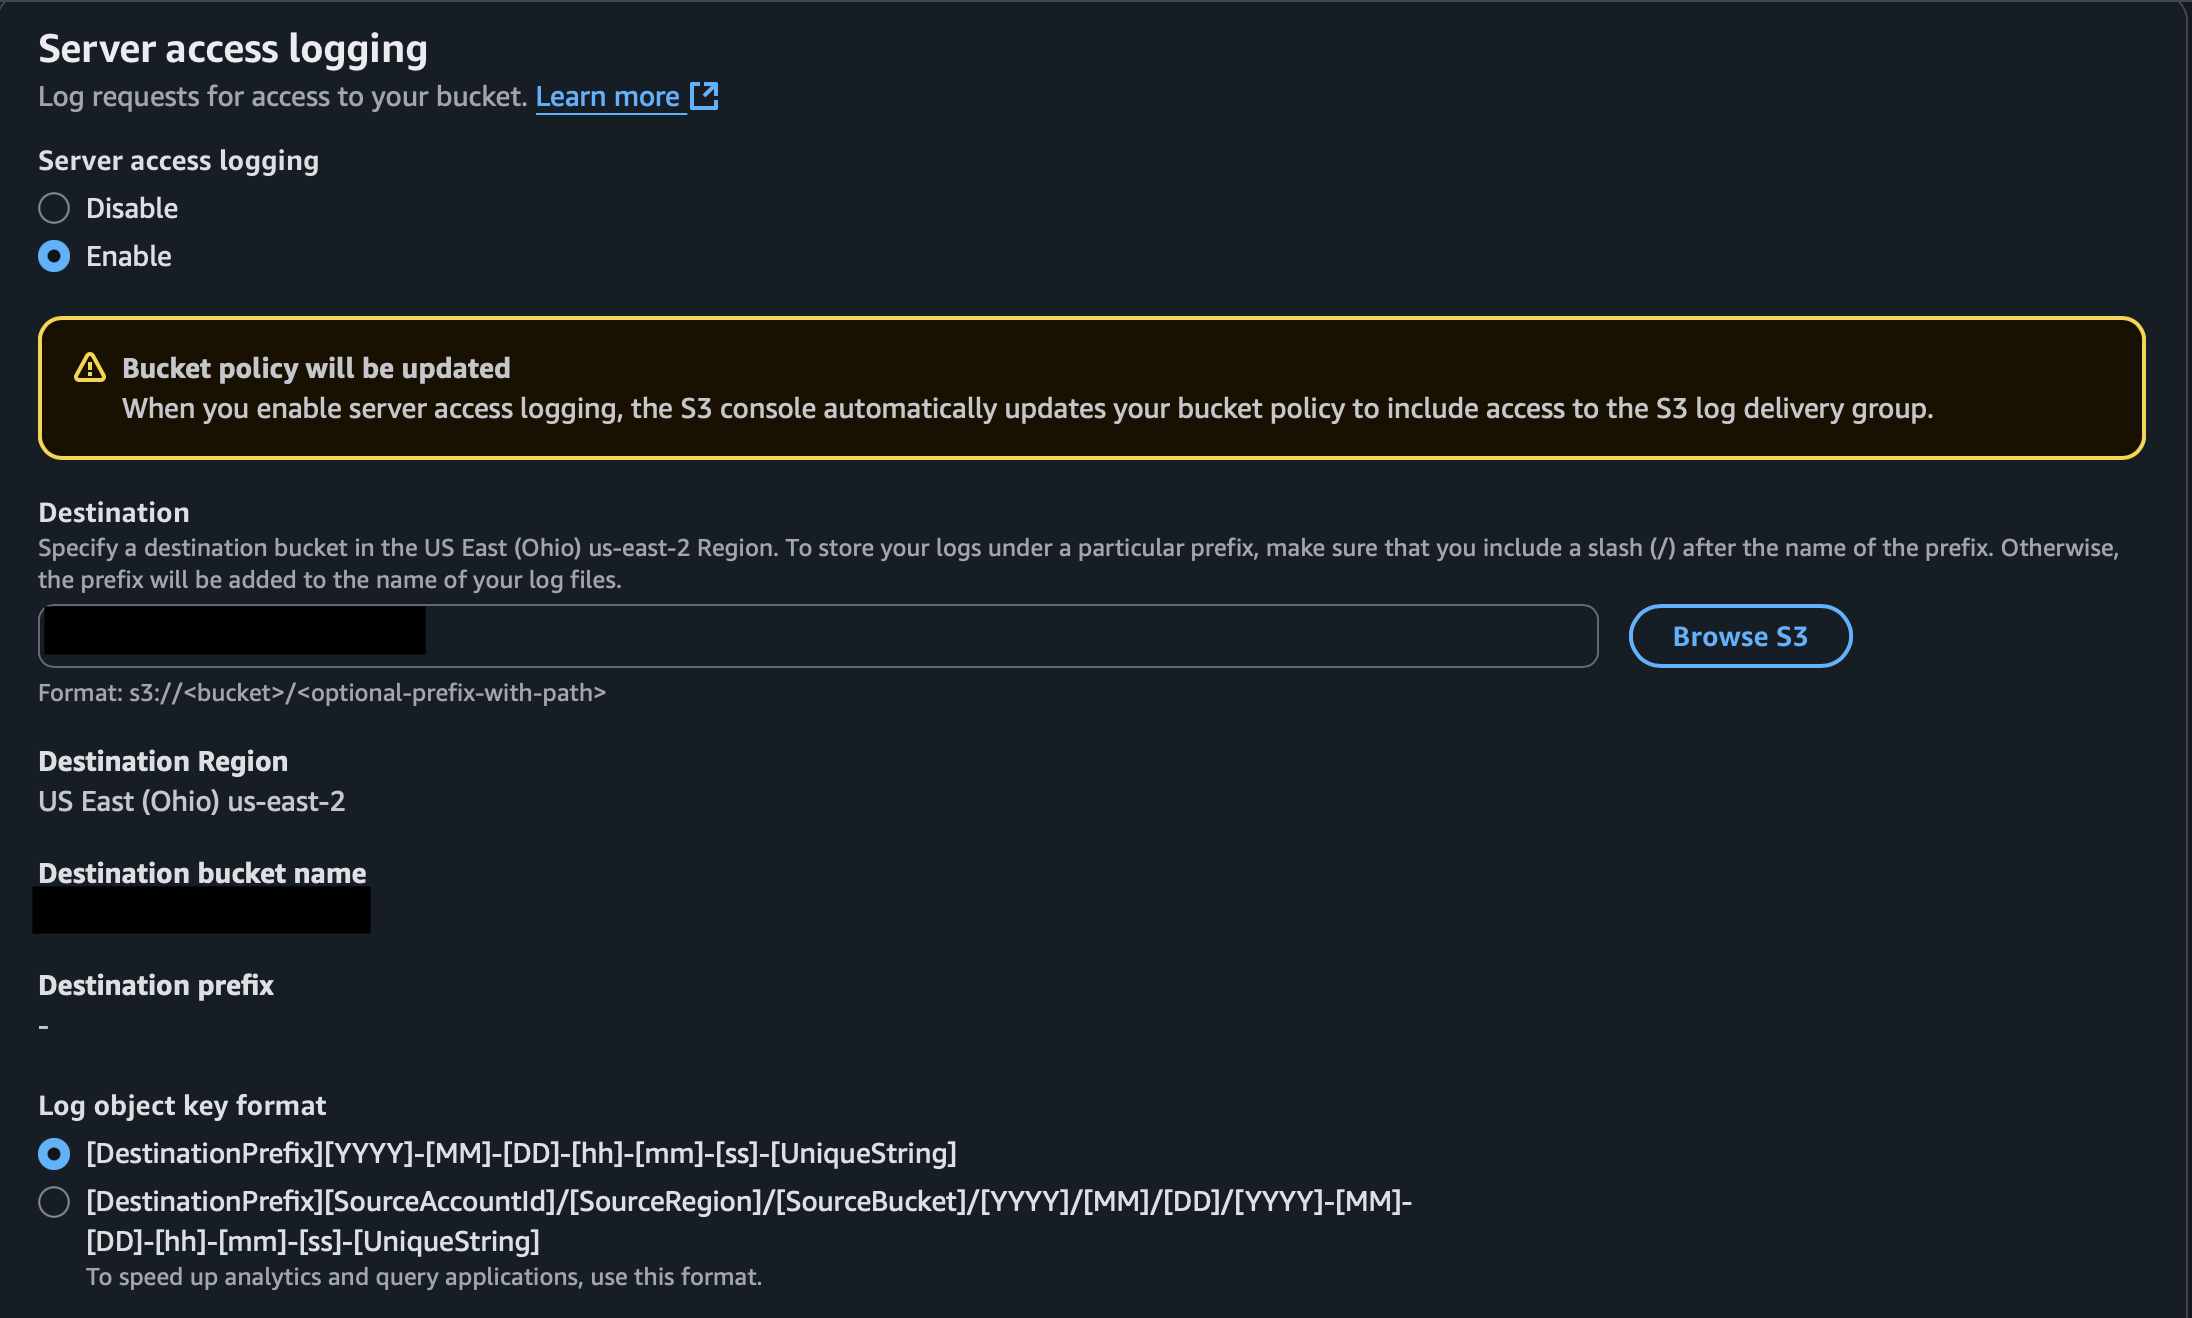 Server access logging
Log requests for access to your bucket. Learn more
Server access logging
Disable
Enable
Bucket policy will be updated
When you enable server access logging, the S3 console automatically updates your bucket policy to include access to the S3 log delivery group.
Destination
Specify a destination bucket in the US East (Ohio) us-east-2 Region. To store your logs under a particular prefix, make sure that you include a slash (/) after the name of the prefix. Otherwise,
the prefix will be added to the name of your log files.
Browse S3
Format: s3://<bucket>/<optional-prefix-with-path>
Destination Region
US East (Ohio) us-east-2
Destination bucket name
Destination prefix
-
Log object key format
[DestinationPrefix][YYYY]-[MM]-[DD]-[hh]-[mm]-[ss]-[UniqueString]
[DestinationPrefix][SourceAccountId]/[SourceRegion]/[SourceBucket]/[YYYY]/[MM]/[DD]/[YYYY]-[MM]-
[DD]-[hh]-[mm]-[ss]-[UniqueString]
To speed up analytics and query applications, use this format.